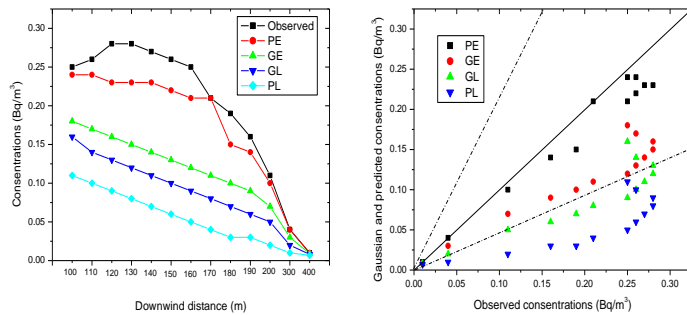 Observed
PE
GE
GL
PL
Concentrations (Bq/m³)
0.30
0.25
0.20
0.15
0.10
0.05
0.00
100 110 120 130 140 150 160 170 180 190 200 300 400
Downwind distance (m)
PE
GE
GL
PL
Gaussian and predicted concentrations (Bq/m³)
0.30
0.25
0.20
0.15
0.10
0.05
0.00
0.00 0.05 0.10 0.15 0.20 0.25 0.30
Observed concentrations (Bq/m³)